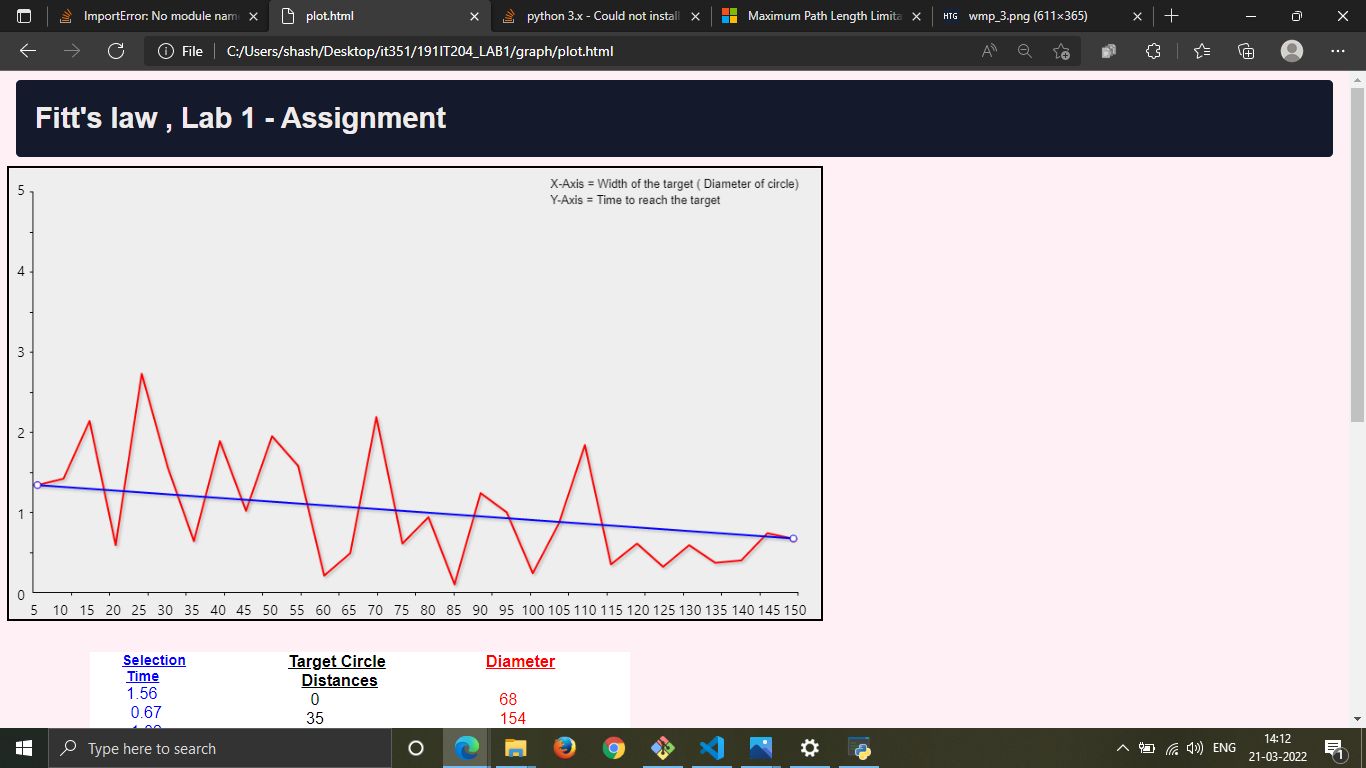 ImportError: No module nam
plot.html
python 3.x - Could not install
Maximum Path Length Limita
HTG wmp_3.png (611×365)
File
C:/Users/shash/Desktop/it351/191IT204_LAB1/graph/plot.html
Fitt's law , Lab 1 - Assignment
X-Axis = Width of the target ( Diameter of circle)
Y-Axis = Time to reach the target
5
4
3
2
1
0
5 10 15 20 25 30 35 40 45 50 55 60 65 70 75 80 85 90 95 100 105 110 115 120 125 130 135 140 145 150
Selection Target Circle Diameter
Time Distances
1.56 0 68
0.67 35 154
Type here to search
ENG
14:12
21-03-2022
1